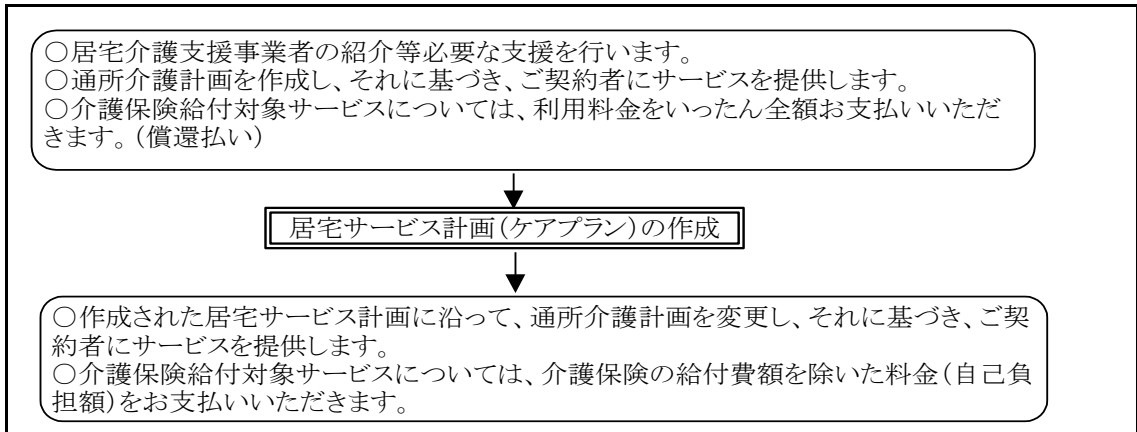 ○居宅介護支援事業者の紹介等必要な支援を行います。
○通所介護計画を作成し、それに基づき、ご契約者にサービスを提供します。
○介護保険給付対象サービスについては、利用料金をいったん全額お支払いいただ
きます。(償還払い)
居宅サービス計画(ケアプラン)の作成
○作成された居宅サービス計画に沿って、通所介護計画を変更し、それに基づき、ご契
約者にサービスを提供します。
○介護保険給付対象サービスについては、介護保険の給付費額を除いた料金(自己負
担額)をお支払いいただきます。